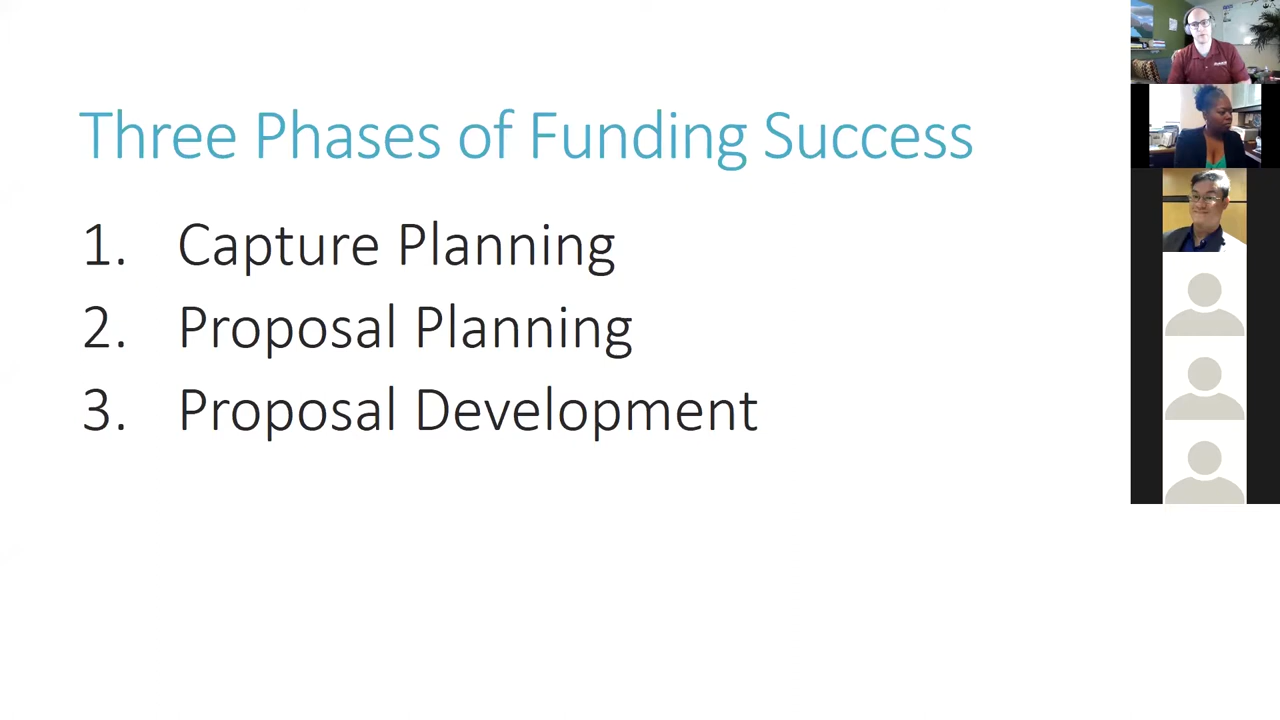 Three Phases of Funding Success
1. Capture Planning
2. Proposal Planning
3. Proposal Development